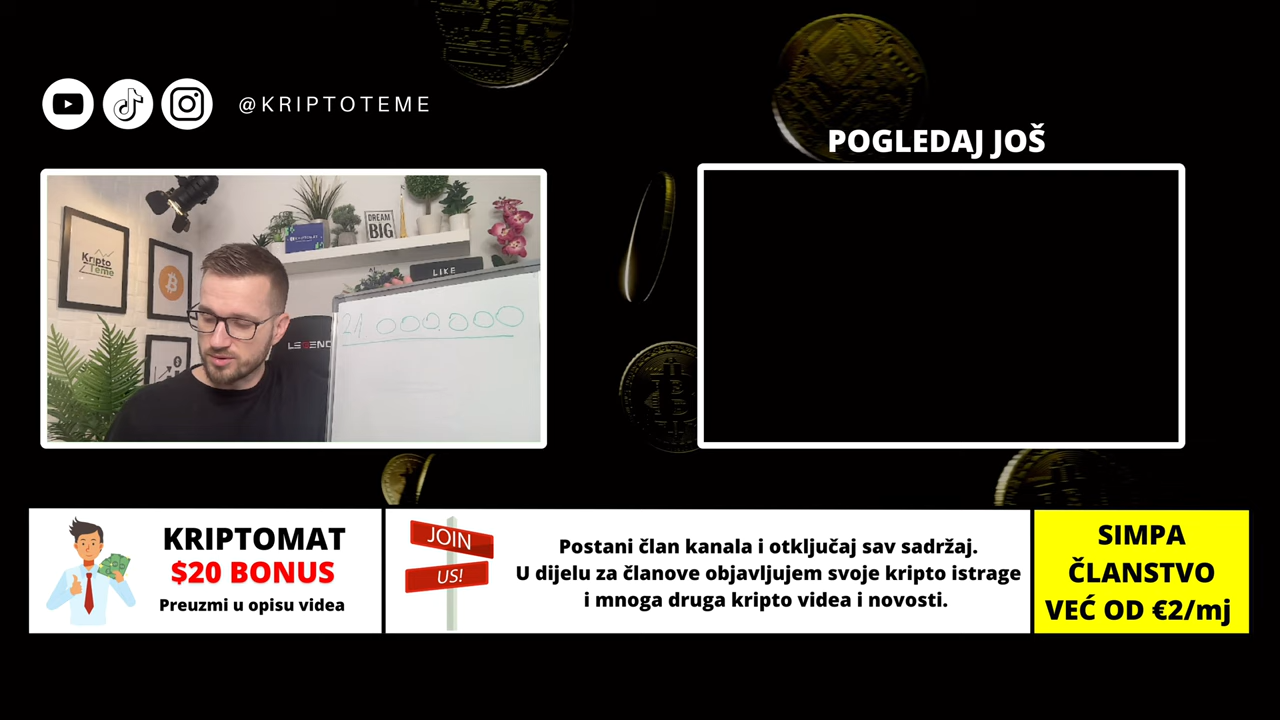 @KRIPTOTEME
POGLEDAJ JOŠ
Kripto
Teme
DREAM
BIG
LIKE
21 000.000
JOIN
US!
KRIPTOMAT
$20 BONUS
Preuzmi u opisu videa
Postani član kanala i otključaj sav sadržaj.
U dijelu za članove objavljujem svoje kripto istrage
i mnoga druga kripto videa i novosti.
SIMPA
ČLANSTVO
VEĆ OD €2/mj